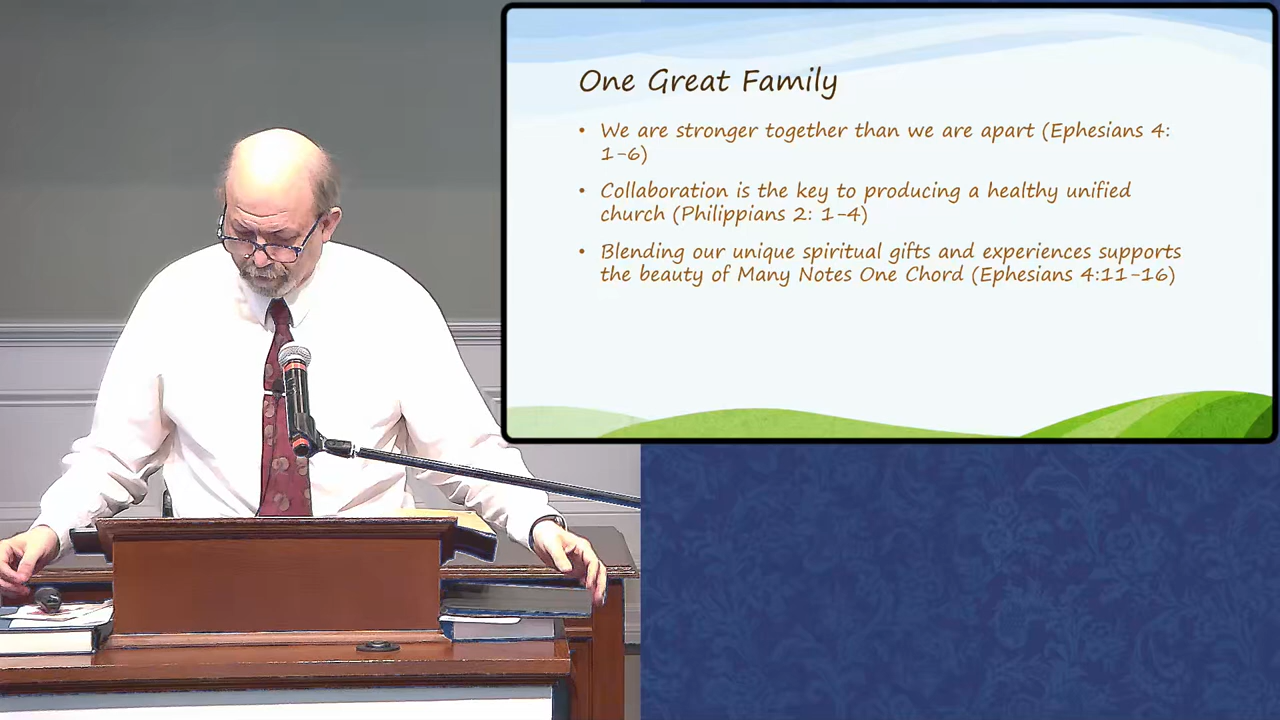 One Great Family
• We are stronger together than we are apart (Ephesians 4:
1-6)
• Collaboration is the key to producing a healthy unified
church (Philippians 2: 1-4)
• Blending our unique spiritual gifts and experiences supports
the beauty of Many Notes One Chord (Ephesians 4:11-16)